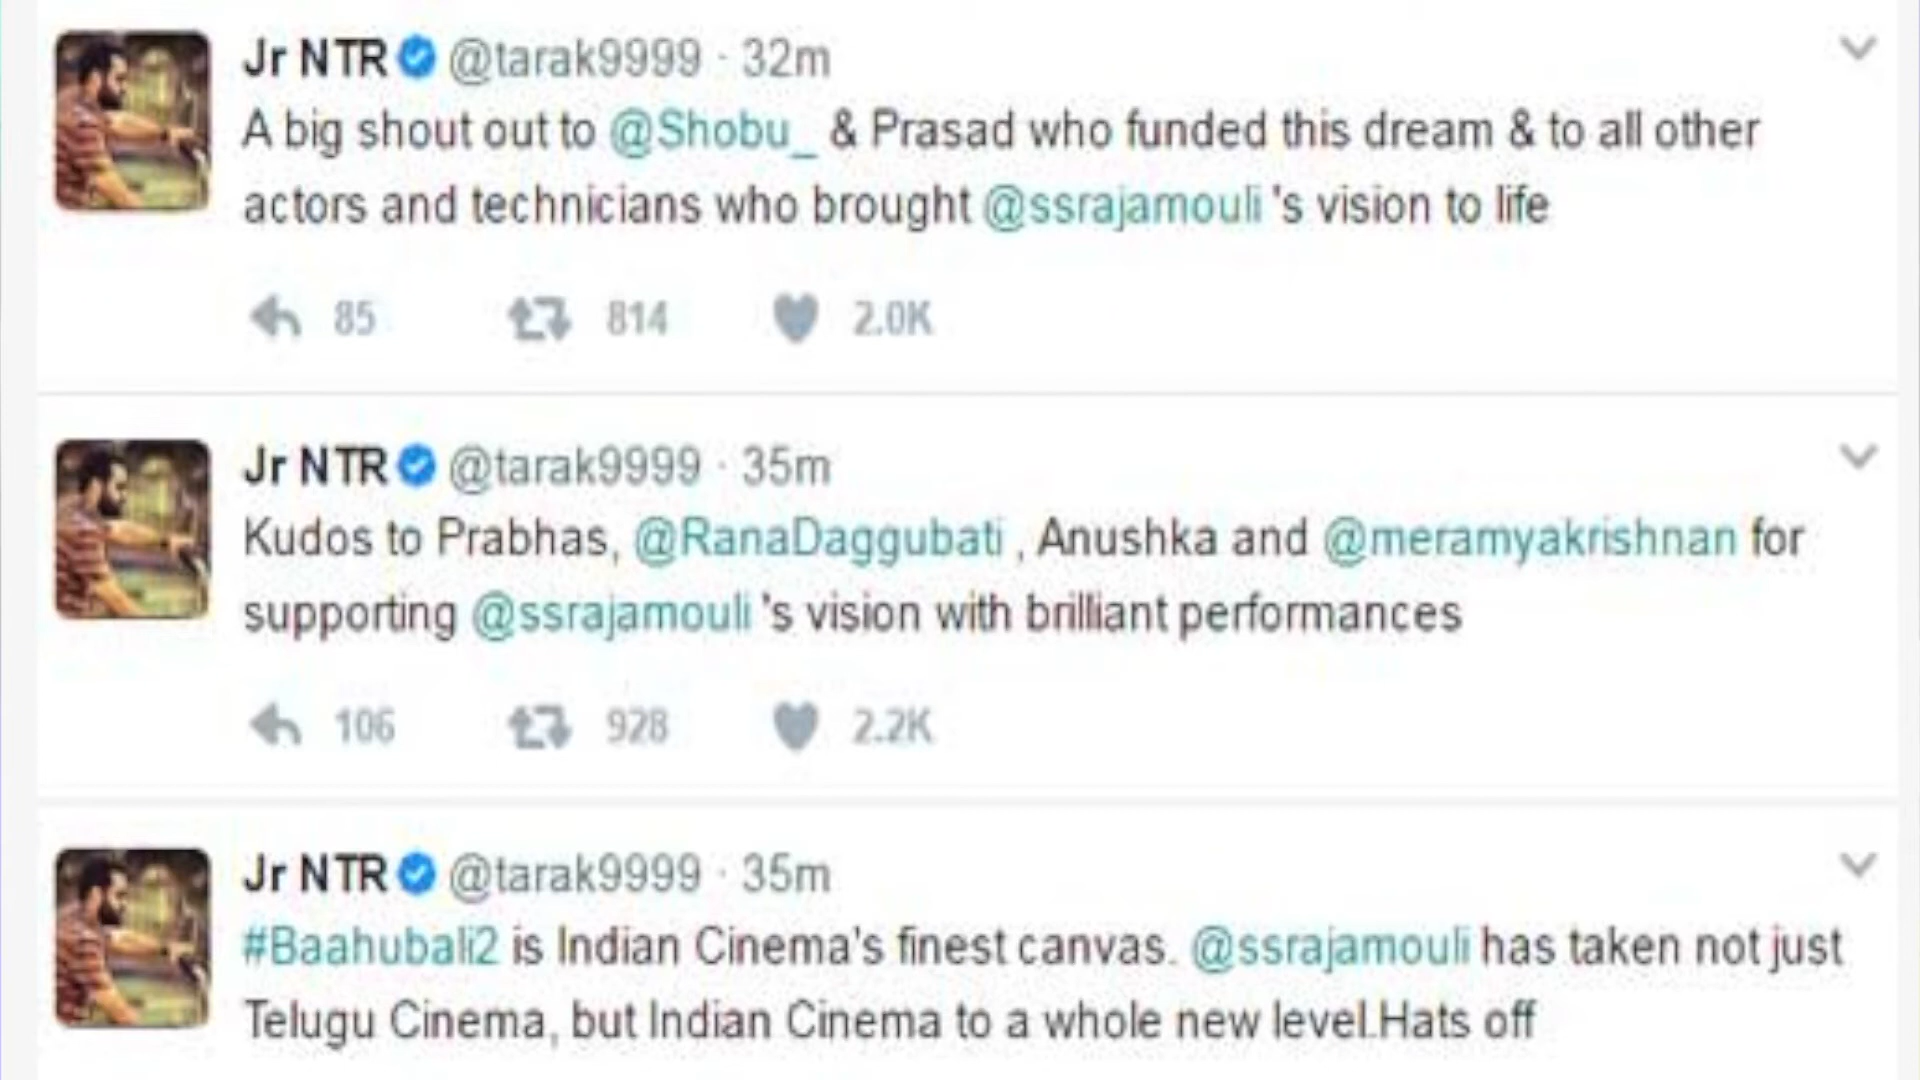 Jr NTR @tarak9999 · 32m
A big shout out to @Shobu_ & Prasad who funded this dream & to all other
actors and technicians who brought @ssrajamouli 's vision to life
85 814 2.0K
Jr NTR @tarak9999 · 35m
Kudos to Prabhas, @RanaDaggubati , Anushka and @meramyakrishnan for
supporting @ssrajamouli 's vision with brilliant performances
106 928 2.2K
Jr NTR @tarak9999 · 35m
#Baahubali2 is Indian Cinema's finest canvas. @ssrajamouli has taken not just
Telugu Cinema, but Indian Cinema to a whole new level.Hats off